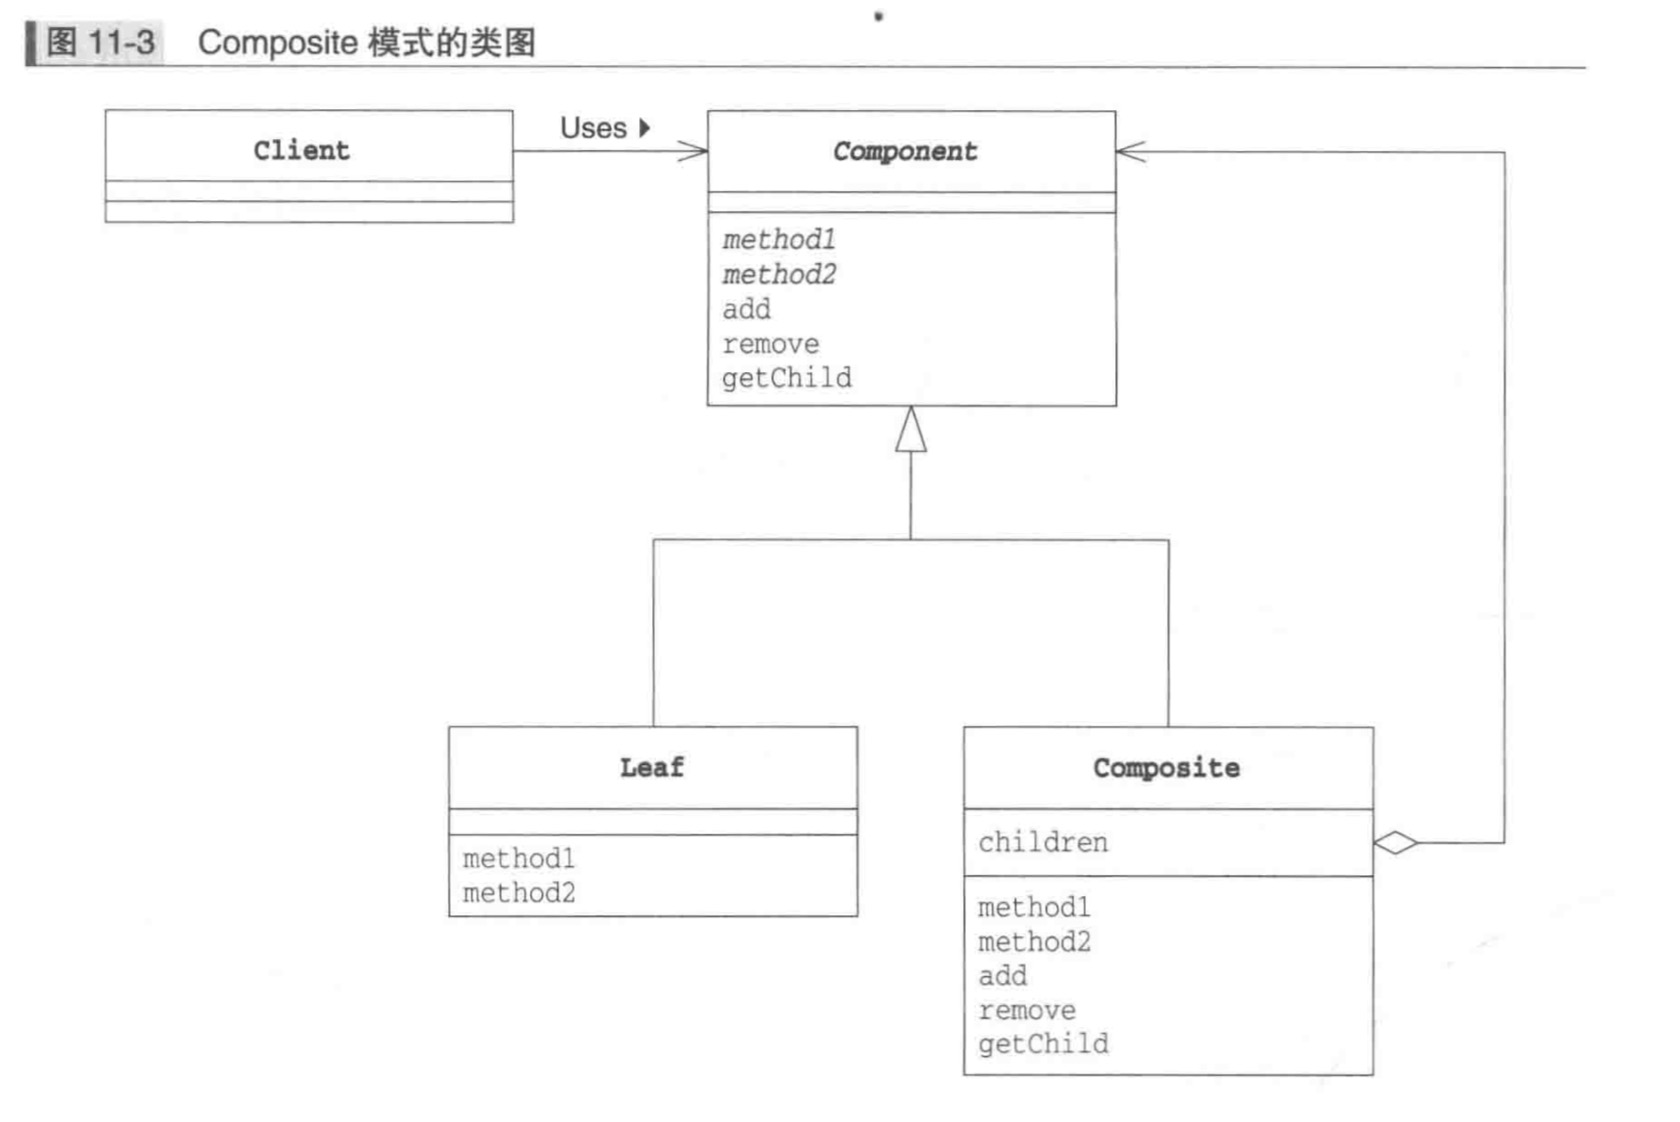 图 11-3 Composite 模式的类图
Client
Uses
Component
method1
method2
add
remove
getChild
Leaf
method1
method2
Composite
children
method1
method2
add
remove
getChild